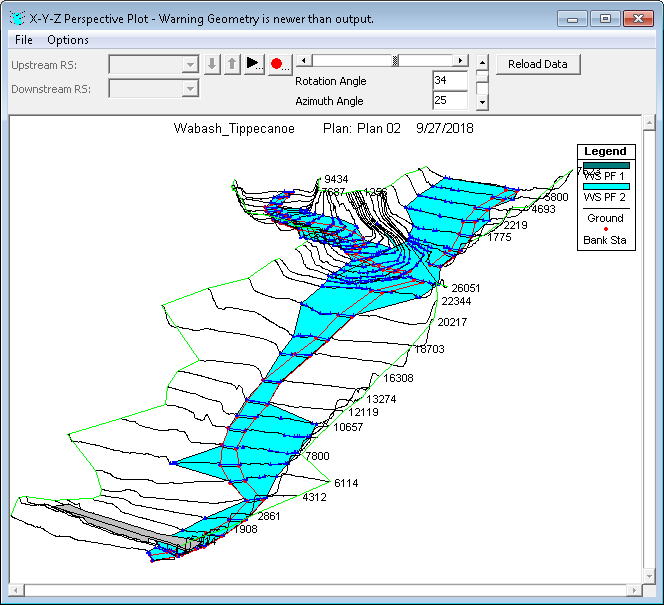 X-Y-Z Perspective Plot - Warning Geometry is newer than output.
File Options
Upstream RS:
Downstream RS:
Reload Data
Rotation Angle 34
Azimuth Angle 25
Wabash_Tippecanoe Plan: Plan 02 9/27/2018
Legend
WS PF 1
WS PF 2
Ground
Bank Sta
9434
5800
4693
2219
1775
26051
22344
20217
18703
16308
13274
12119
10657
7800
6114
4312
2861
1908